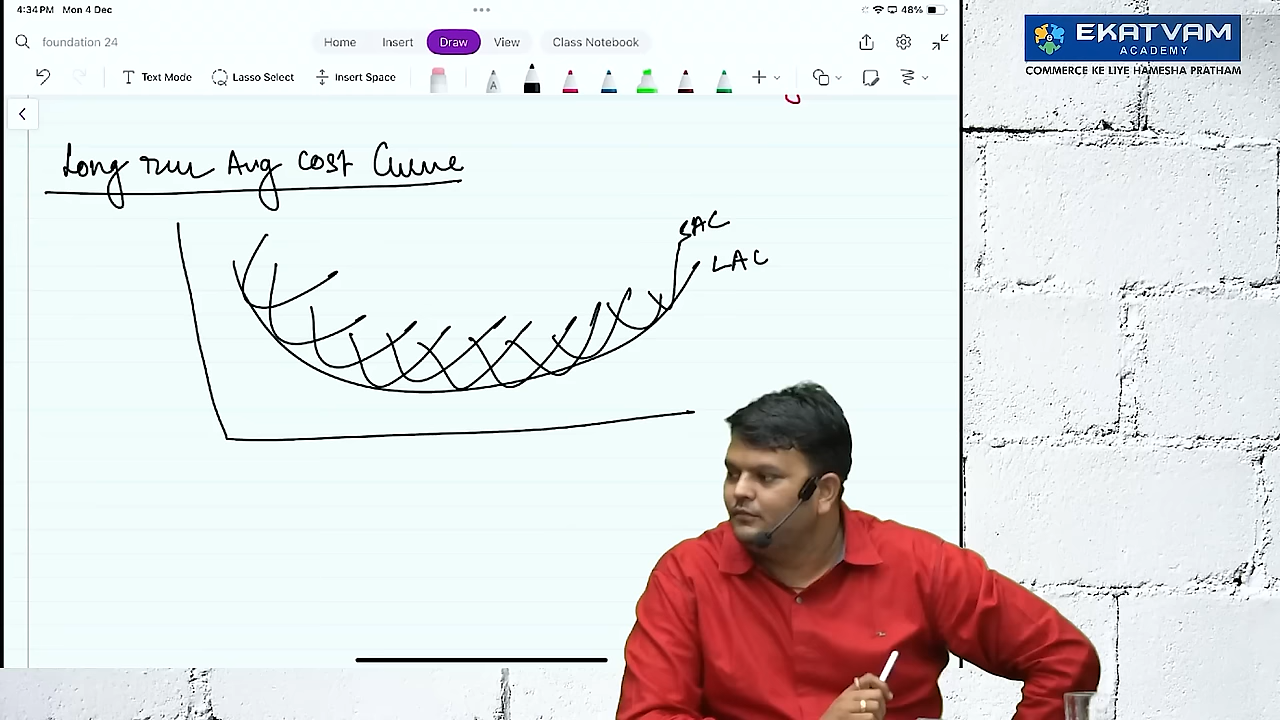 4:34 PM Mon 4 Dec
48%
foundation 24
Home Insert Draw View Class Notebook
Text Mode Lasso Select Insert Space
EKATVAM
ACADEMY
COMMERCE KE LIYE HAMESHA PRATHAM
Long run Avg cost Curve
SAC
LAC